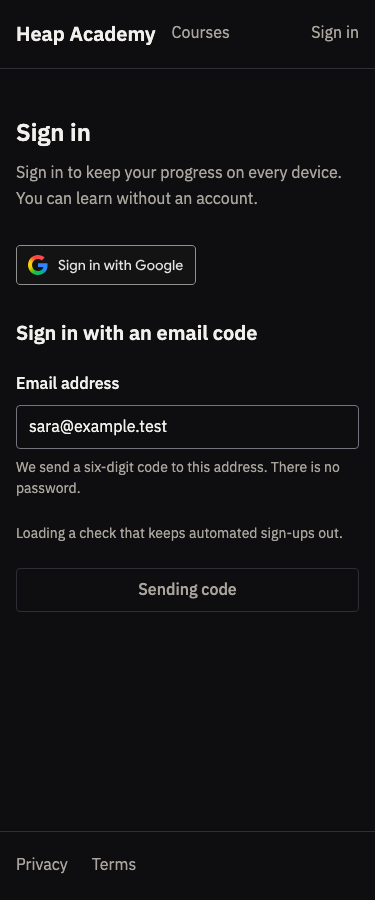 Heap Academy Courses Sign in
Sign in
Sign in to keep your progress on every device.
You can learn without an account.
Sign in with Google
Sign in with an email code
Email address
sara@example.test
We send a six-digit code to this address. There is no
password.
Loading a check that keeps automated sign-ups out.
Sending code
Privacy Terms